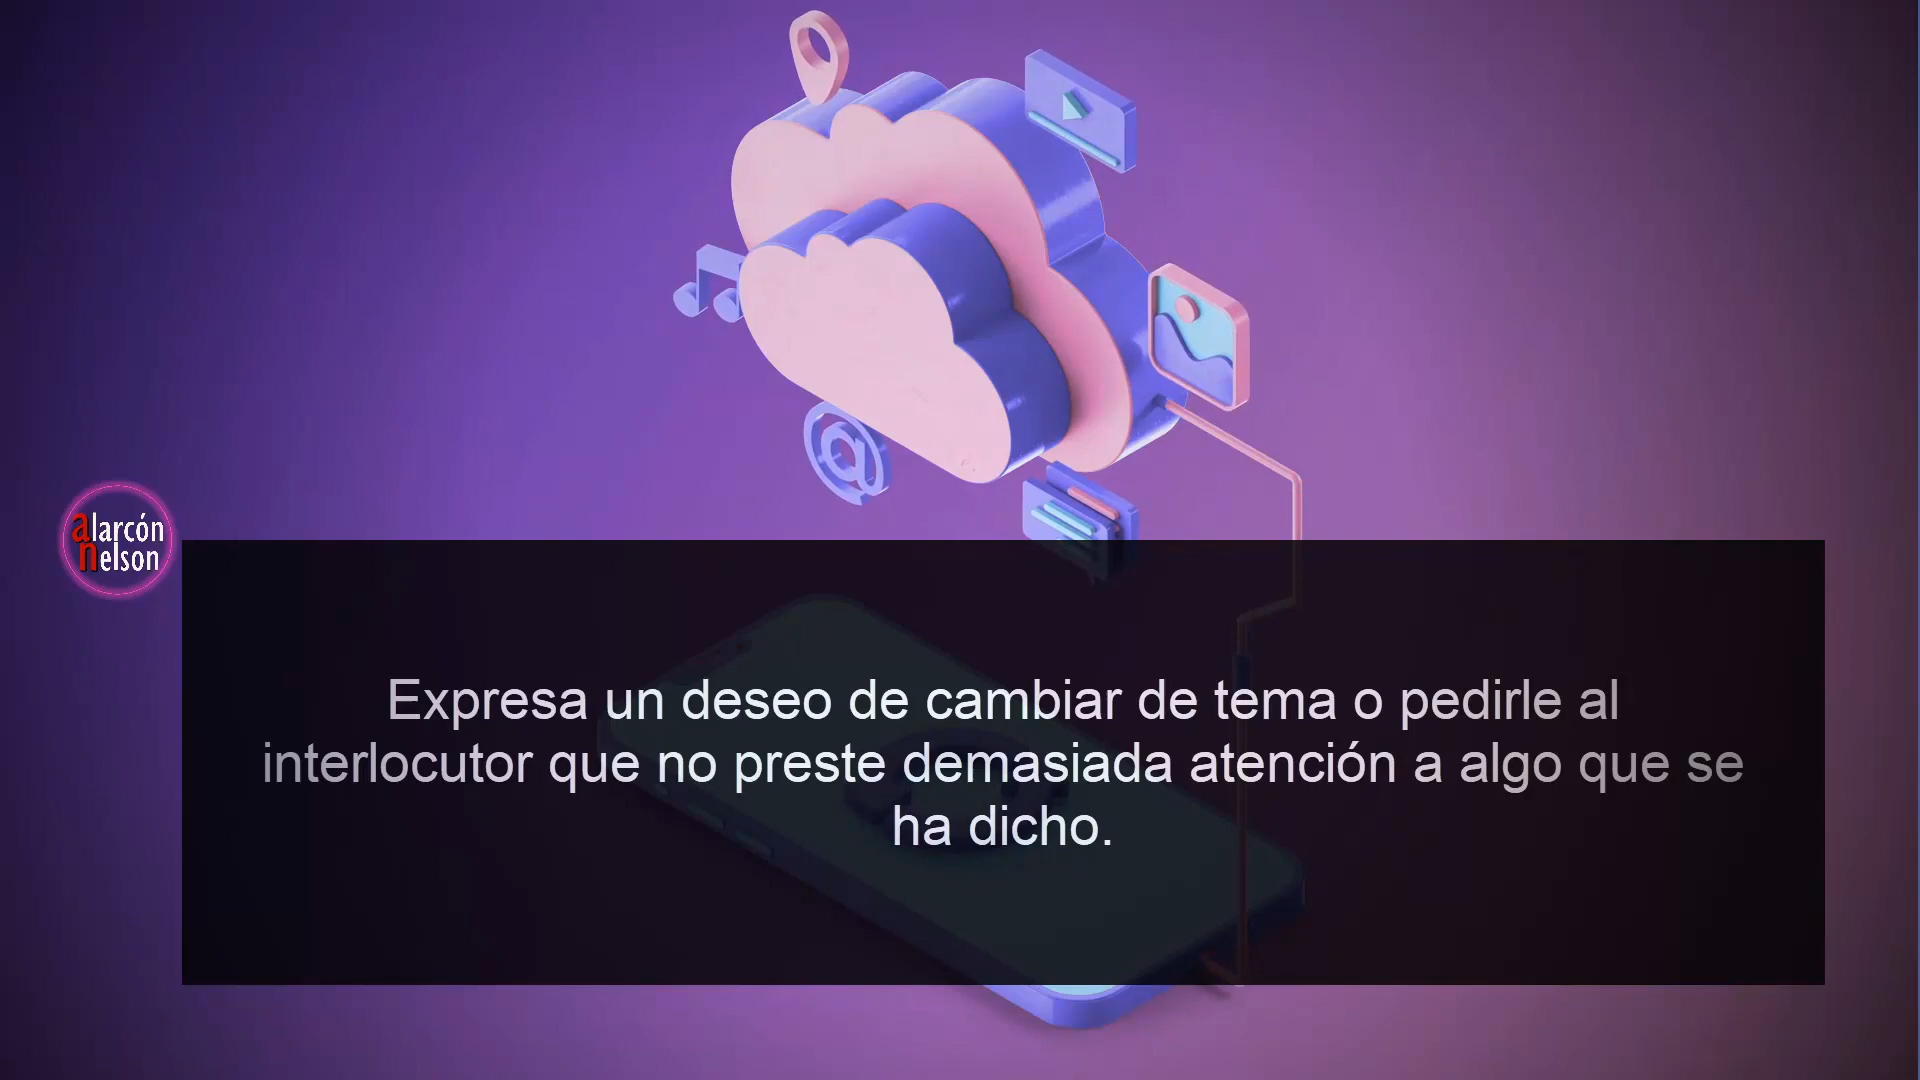 alarcón
nelson
Expresa un deseo de cambiar de tema o pedirle al
interlocutor que no preste demasiada atención a algo que se
ha dicho.